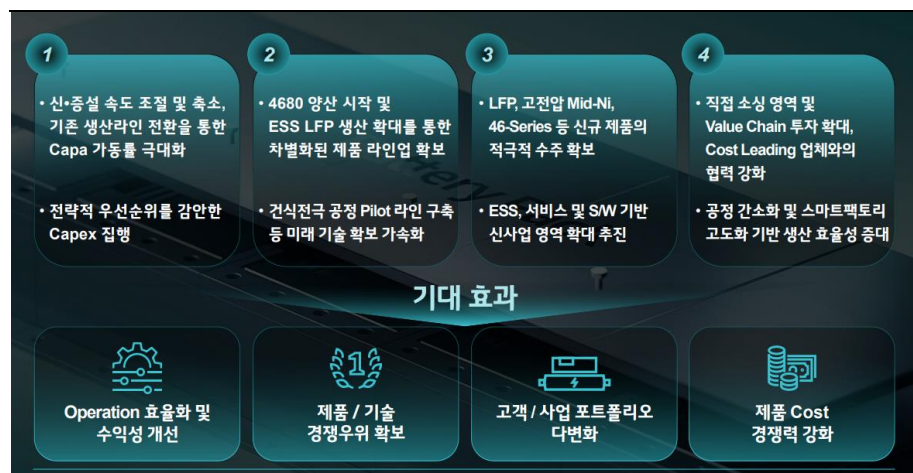 1
• 신•증설 속도 조절 및 축소,
기존 생산라인 전환을 통한
Capa 가동률 극대화
• 전략적 우선순위를 감안한
Capex 집행
2
• 4680 양산 시작 및
ESS LFP 생산 확대를 통한
차별화된 제품 라인업 확보
• 건식전극 공정 Pilot 라인 구축
등 미래 기술 확보 가속화
3
• LFP, 고전압 Mid-Ni,
46-Series 등 신규 제품의
적극적 수주 확보
• ESS, 서비스 및 S/W 기반
신사업 영역 확대 추진
4
• 직접 소싱 영역 및
Value Chain 투자 확대,
Cost Leading 업체와의
협력 강화
• 공정 간소화 및 스마트팩토리
고도화 기반 생산 효율성 증대
기대 효과
Operation 효율화 및
수익성 개선
1
제품 / 기술
경쟁우위 확보
고객 / 사업 포트폴리오
다변화
제품 Cost
경쟁력 강화